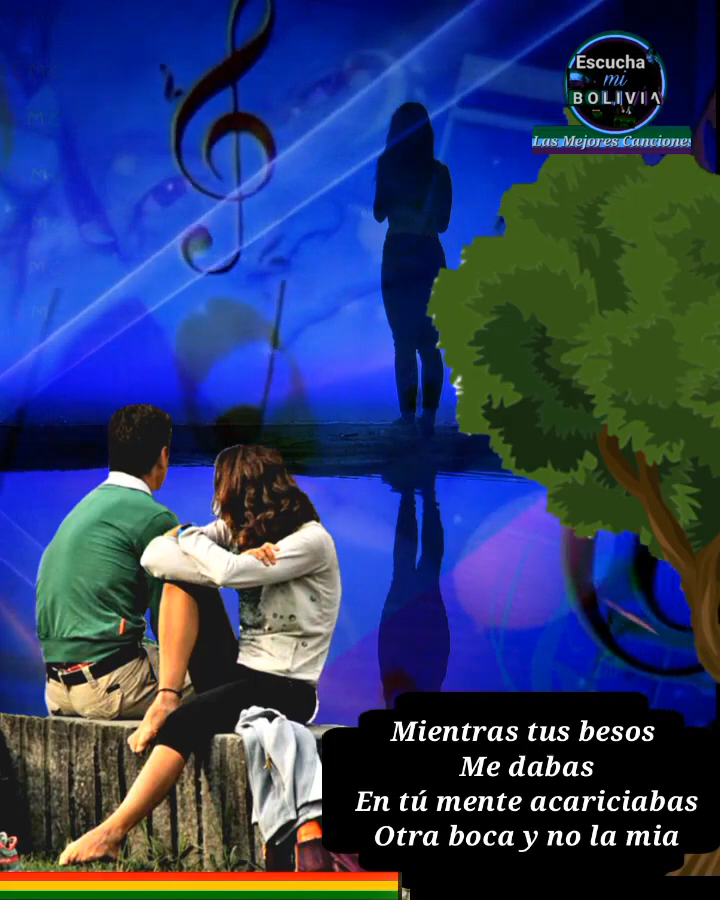 Escucha
mi
BOLIVIA
Las Mejores Canciones
Mientras tus besos
Me dabas
En tú mente acariciabas
Otra boca y no la mia